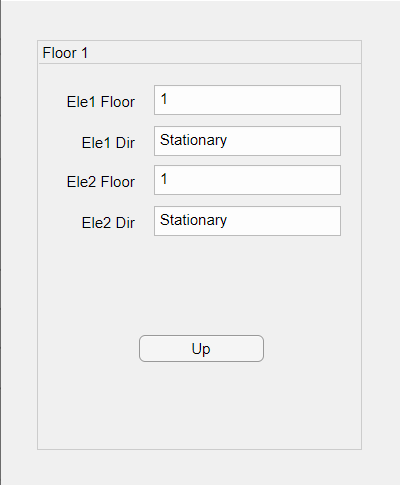 Floor 1
Ele1 Floor 1
Ele1 Dir Stationary
Ele2 Floor 1
Ele2 Dir Stationary
Up